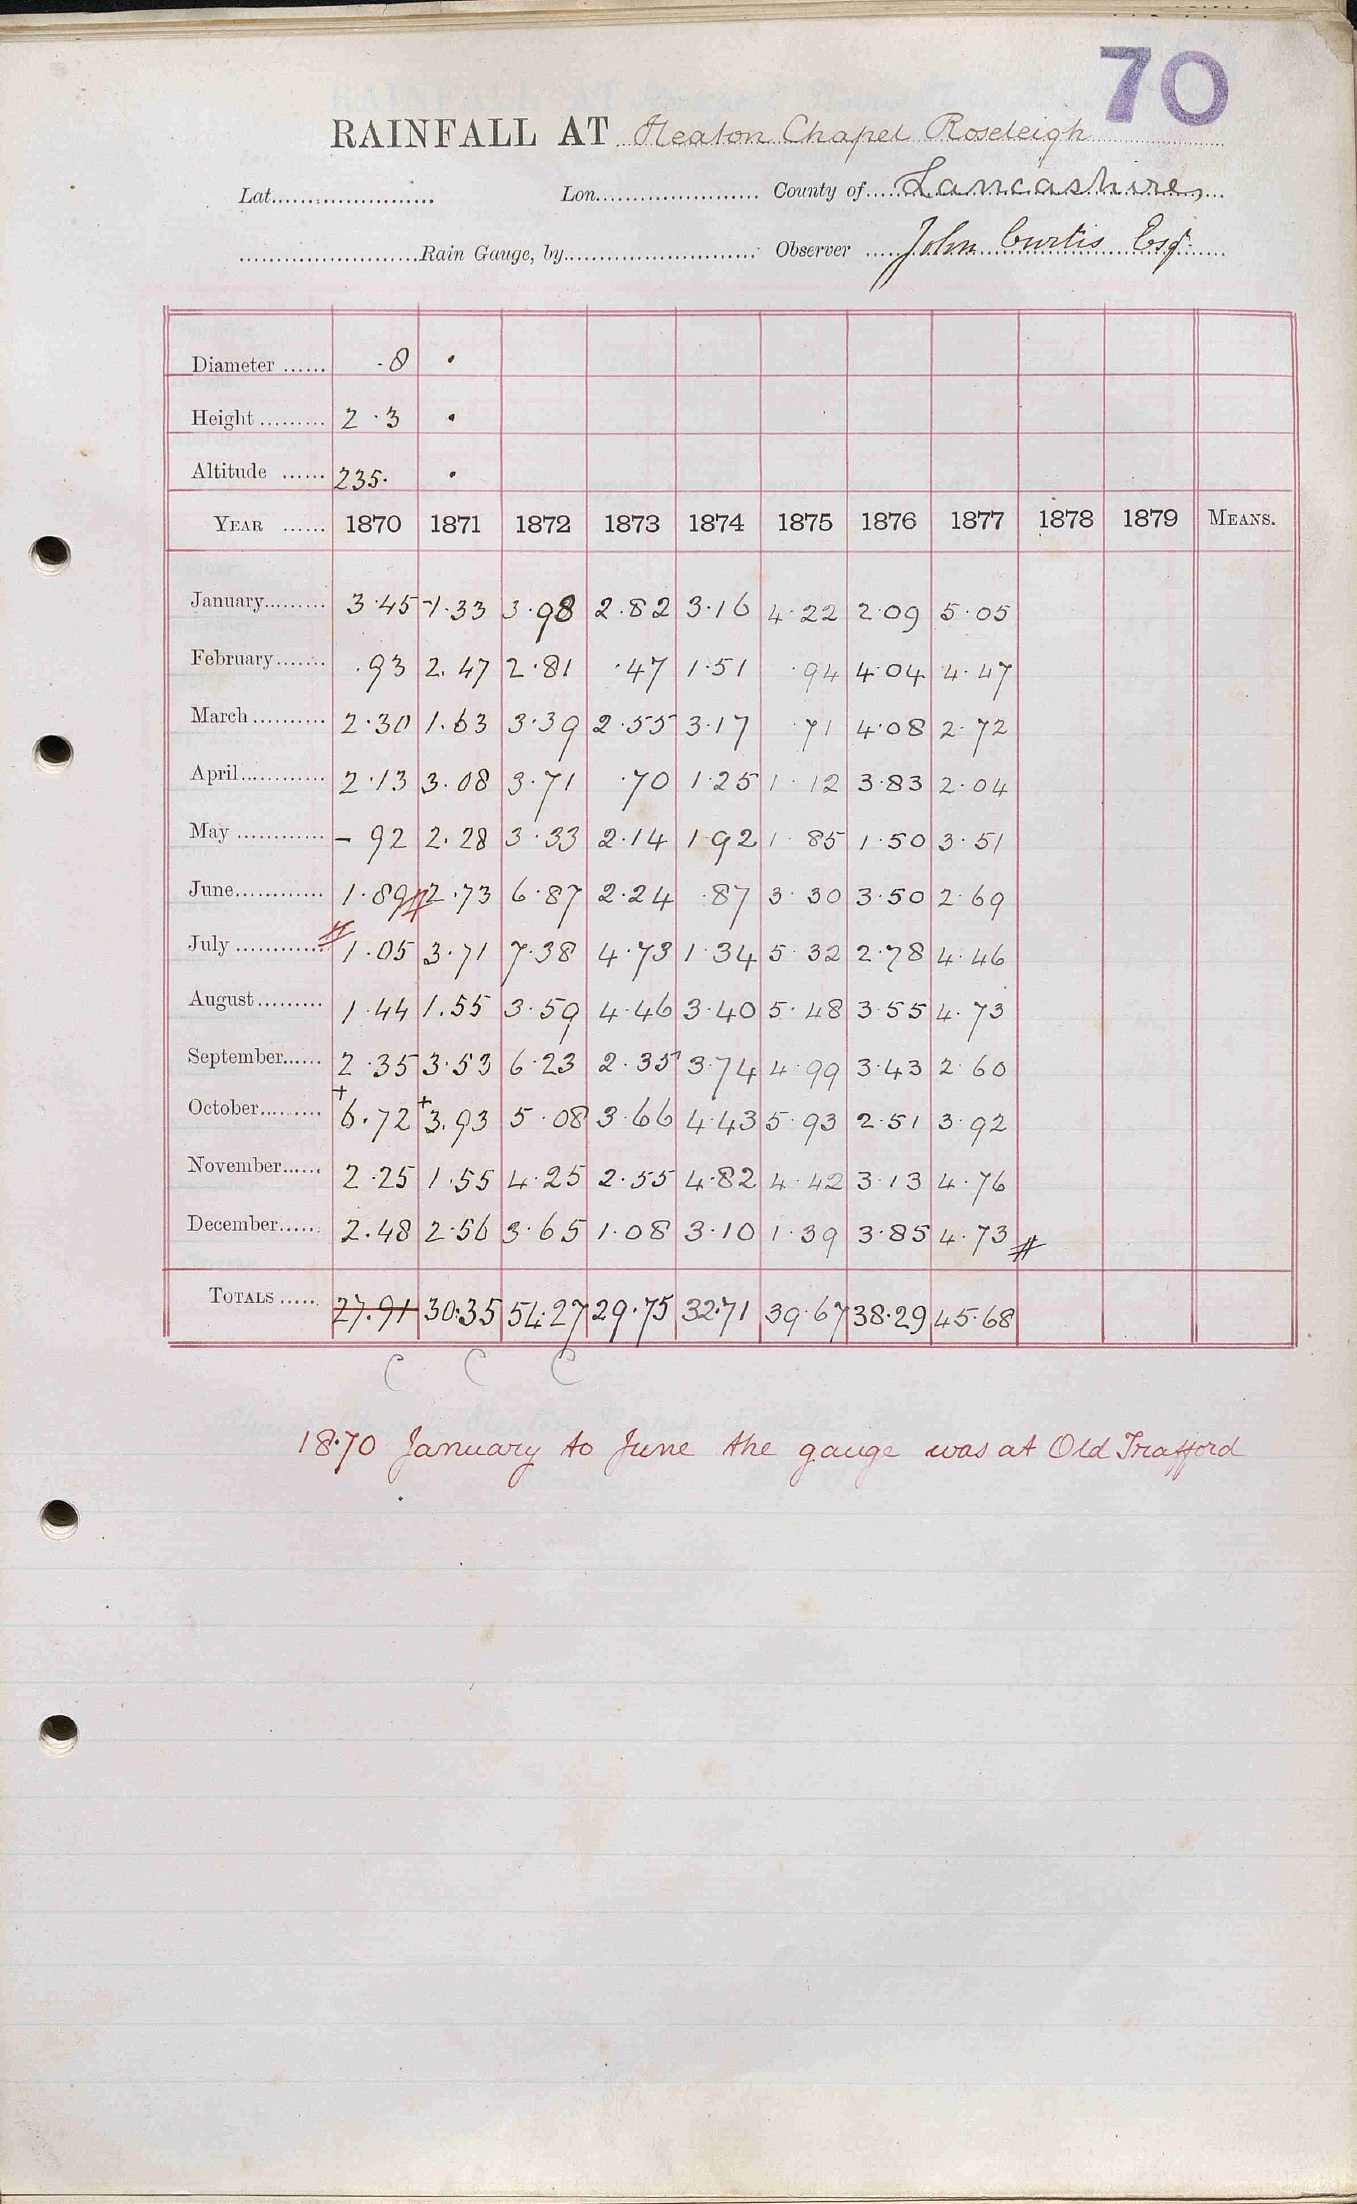 70
RAINFALL AT Heaton Chapel Roseleigh
Lat...................... Lon...................... County of.... Lancashire,
........................Rain Gauge, by......................... Observer ..... John Curtis Esq.
Diameter ...... ·8 ·
Height ......... 2·3 ·
Altitude ...... 235· ·
YEAR ...... 1870 1871 1872 1873 1874 1875 1876 1877 1878 1879 MEANS.
January......... 3·45 1·33 3·98 2·82 3·16 4·22 2·09 5·05
February....... ·93 2·47 2·81 ·47 1·51 ·94 4·04 4·47
March .......... 2·30 1·63 3·39 2·55 3·17 ·71 4·08 2·72
April............ 2·13 3·08 3·71 ·70 1·25 1·12 3·83 2·04
May ............ – 92 2·28 3·33 2·14 1·92 1·85 1·50 3·51
June............ 1·89 # 2·73 6·87 2·24 ·87 3·30 3·50 2·69
July ............ # 1·05 3·71 7·38 4·73 1·34 5·32 2·78 4·46
August......... 1·44 1·55 3·59 4·46 3·40 5·48 3·55 4·73
September...... 2·35 3·53 6·23 2·35 3·74 4·99 3·43 2·60
October......... +6·72 +3·93 5·08 3·66 4·43 5·93 2·51 3·92
November...... 2·25 1·55 4·25 2·55 4·82 4·42 3·13 4·76
December...... 2·48 2·56 3·65 1·08 3·10 1·39 3·85 4·73 #
TOTALS ..... 27.91 30·35 54·27 29·75 32·71 39·67 38·29 45·68
C C C
18·70 January to June the gauge was at Old Trafford